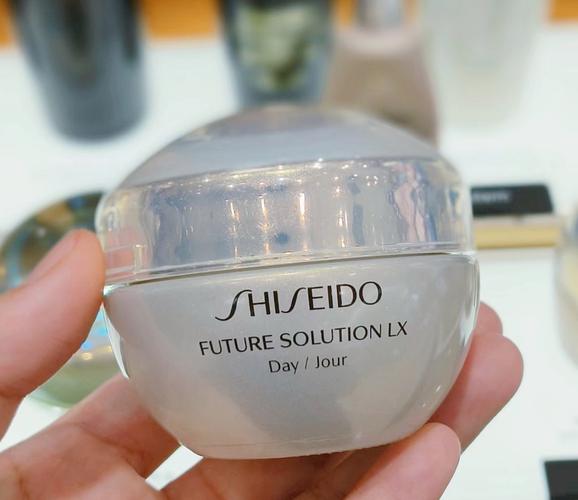 SHISEIDO
FUTURE SOLUTION LX
Day / Jour